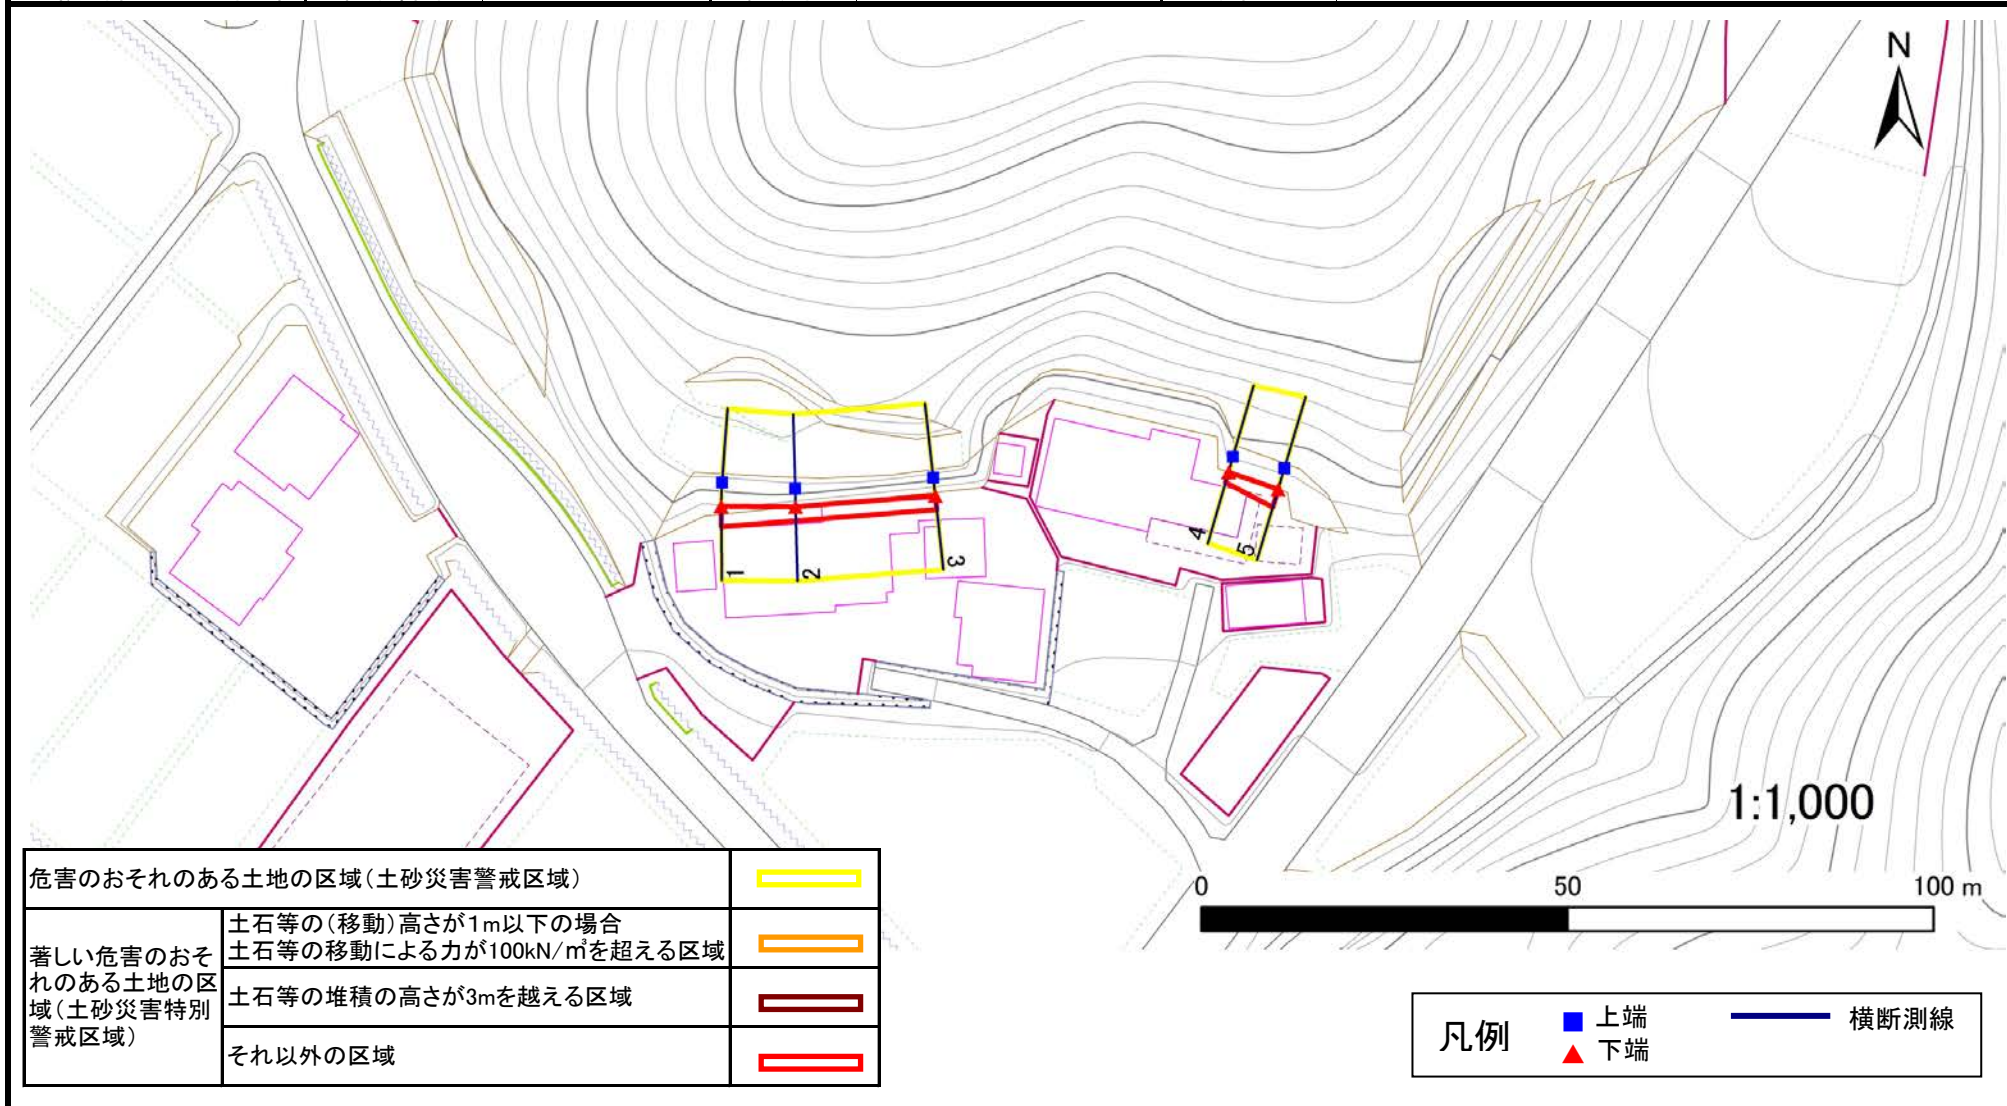 N
1
2
3
4
5
1:1,000
0 50 100 m
危害のおそれのある土地の区域(土砂災害警戒区域)
著しい危害のおそ
れのある土地の区
域(土砂災害特別
警戒区域)
土石等の(移動)高さが1m以下の場合
土石等の移動による力が100kN/㎡を超える区域
土石等の堆積の高さが3mを越える区域
それ以外の区域
凡例
上端
下端
横断測線